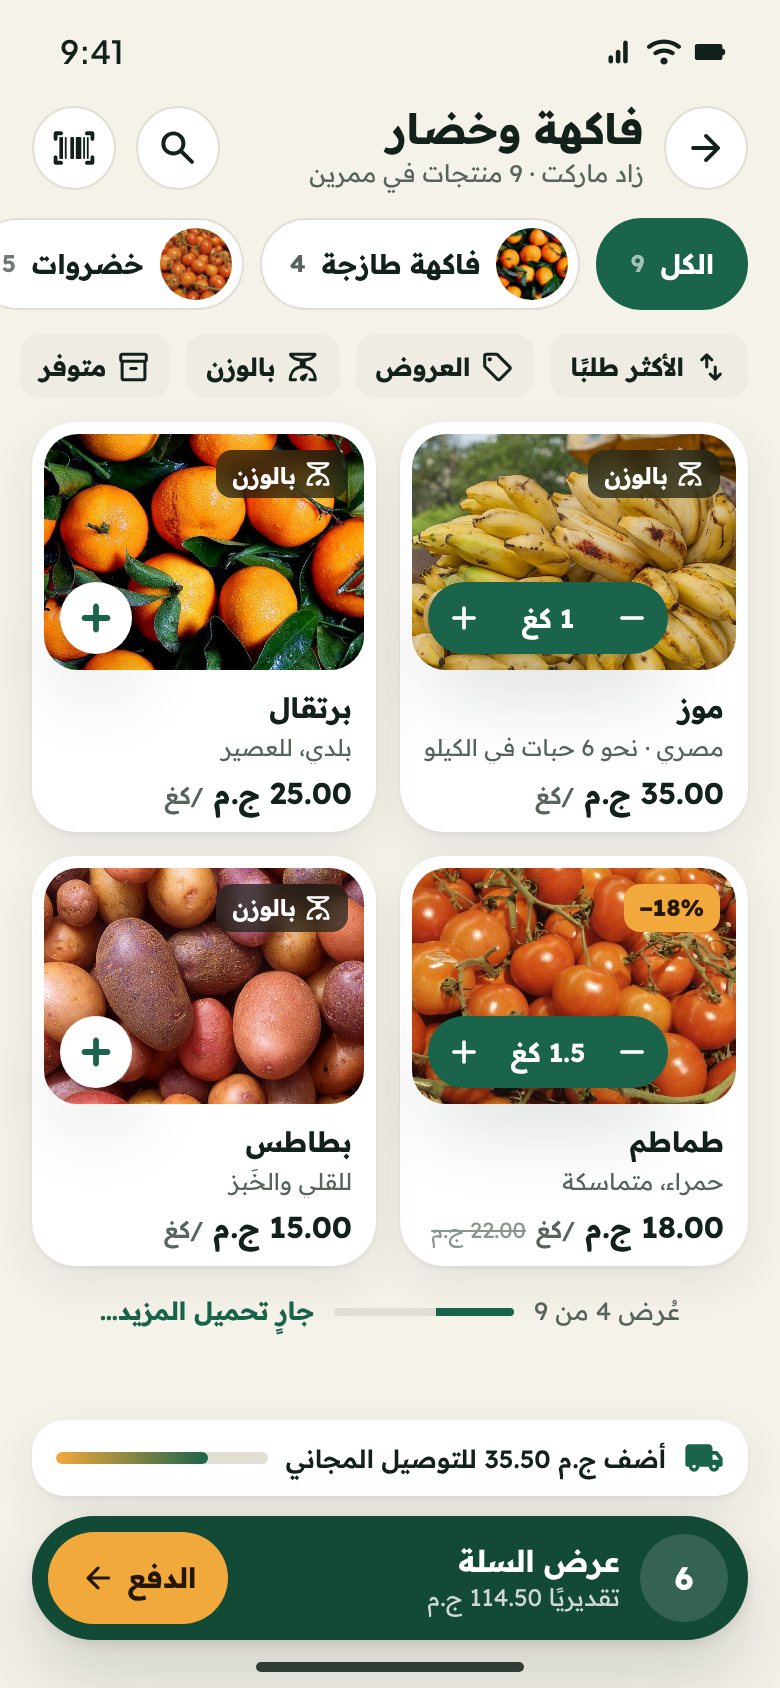 9:41
فاكهة وخضار
زاد ماركت · 9 منتجات في ممرين
الكل 9
فاكهة طازجة 4
خضروات 5
الأكثر طلبًا
العروض
بالوزن
متوفر
بالوزن
1 كغ
موز
مصري · نحو 6 حبات في الكيلو
35.00 ج.م /كغ
بالوزن
برتقال
بلدي، للعصير
25.00 ج.م /كغ
−18%
1.5 كغ
طماطم
حمراء، متماسكة
18.00 ج.م /كغ 22.00 ج.م
بالوزن
بطاطس
للقلي والخَبز
15.00 ج.م /كغ
عُرض 4 من 9
جارٍ تحميل المزيد...
أضف ج.م 35.50 للتوصيل المجاني
6
عرض السلة
تقديريًا 114.50 ج.م
الدفع